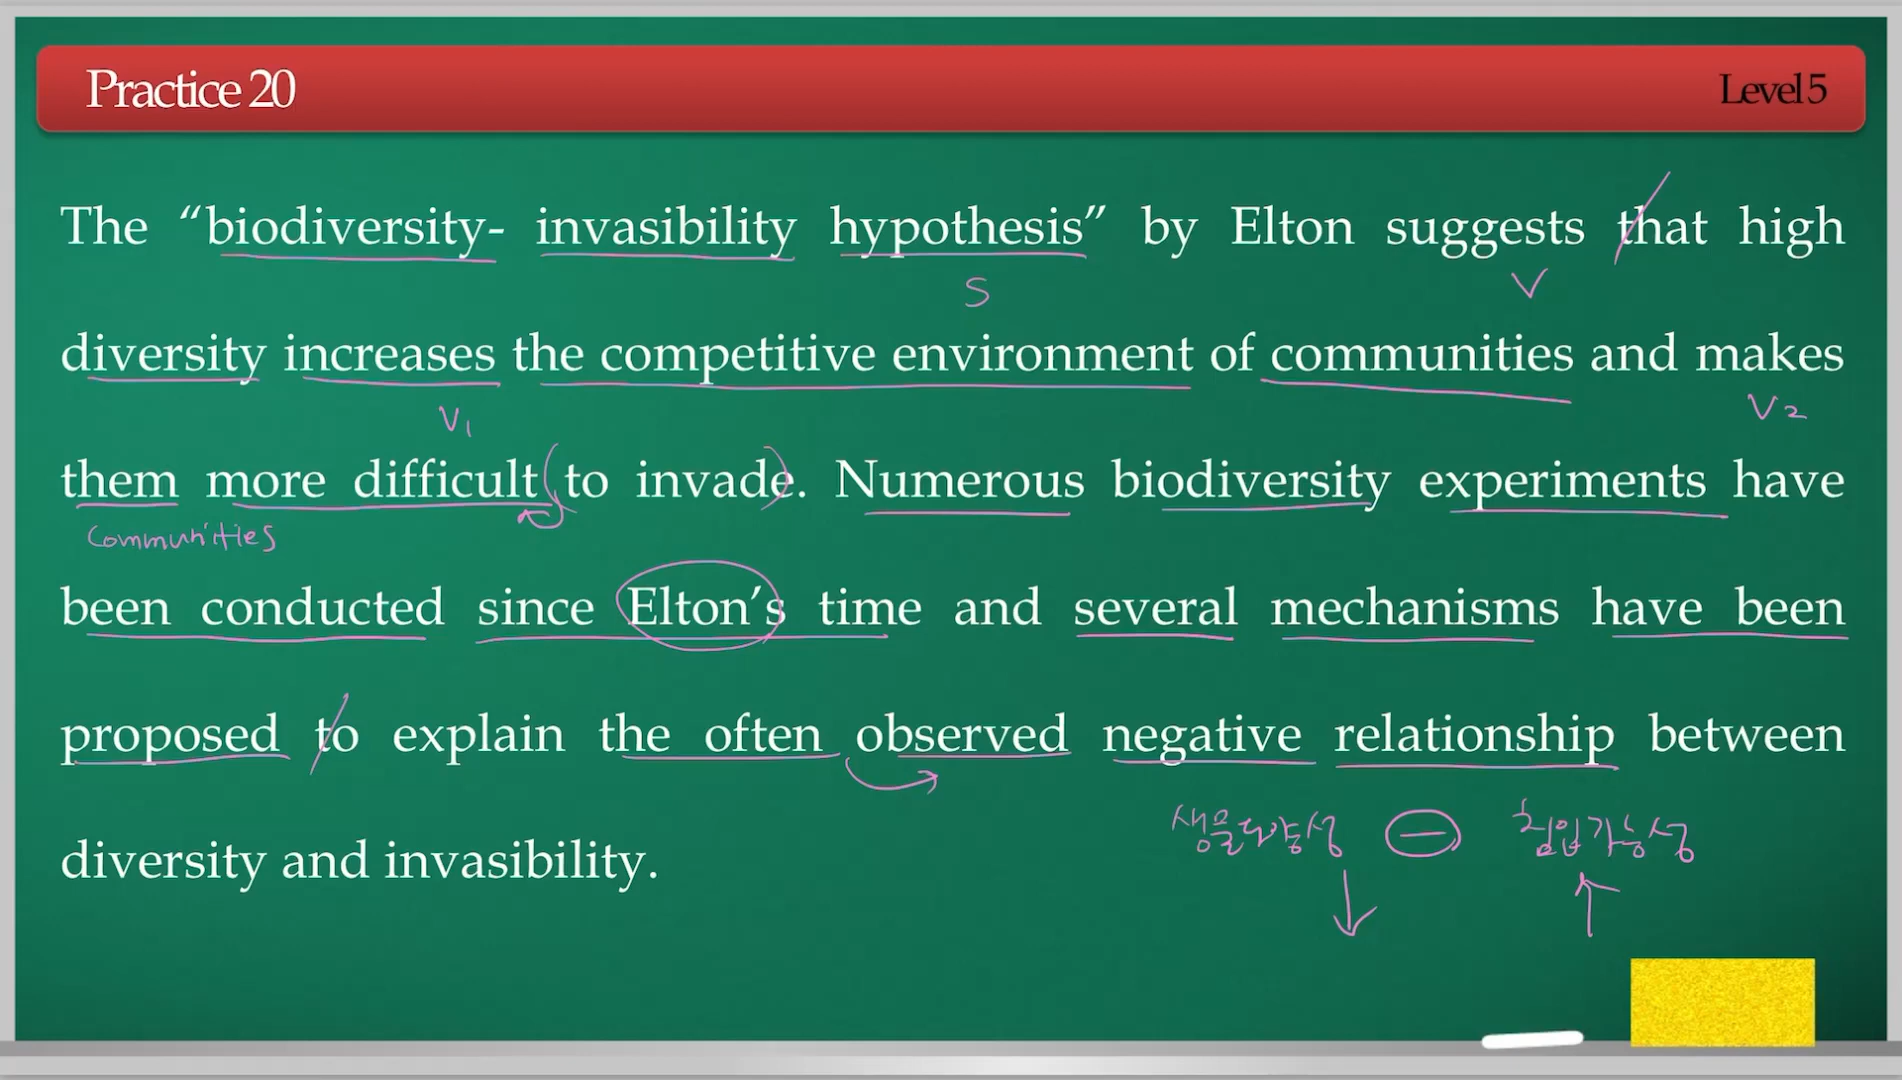 Practice 20
Level 5
The “biodiversity- invasibility hypothesis” by Elton suggests that high
S
V
diversity increases the competitive environment of communities and makes
V1
V2
them more difficult to invade. Numerous biodiversity experiments have
communities
been conducted since Elton’s time and several mechanisms have been
proposed to explain the often observed negative relationship between
생물다양성 − 침입가능성
diversity and invasibility.